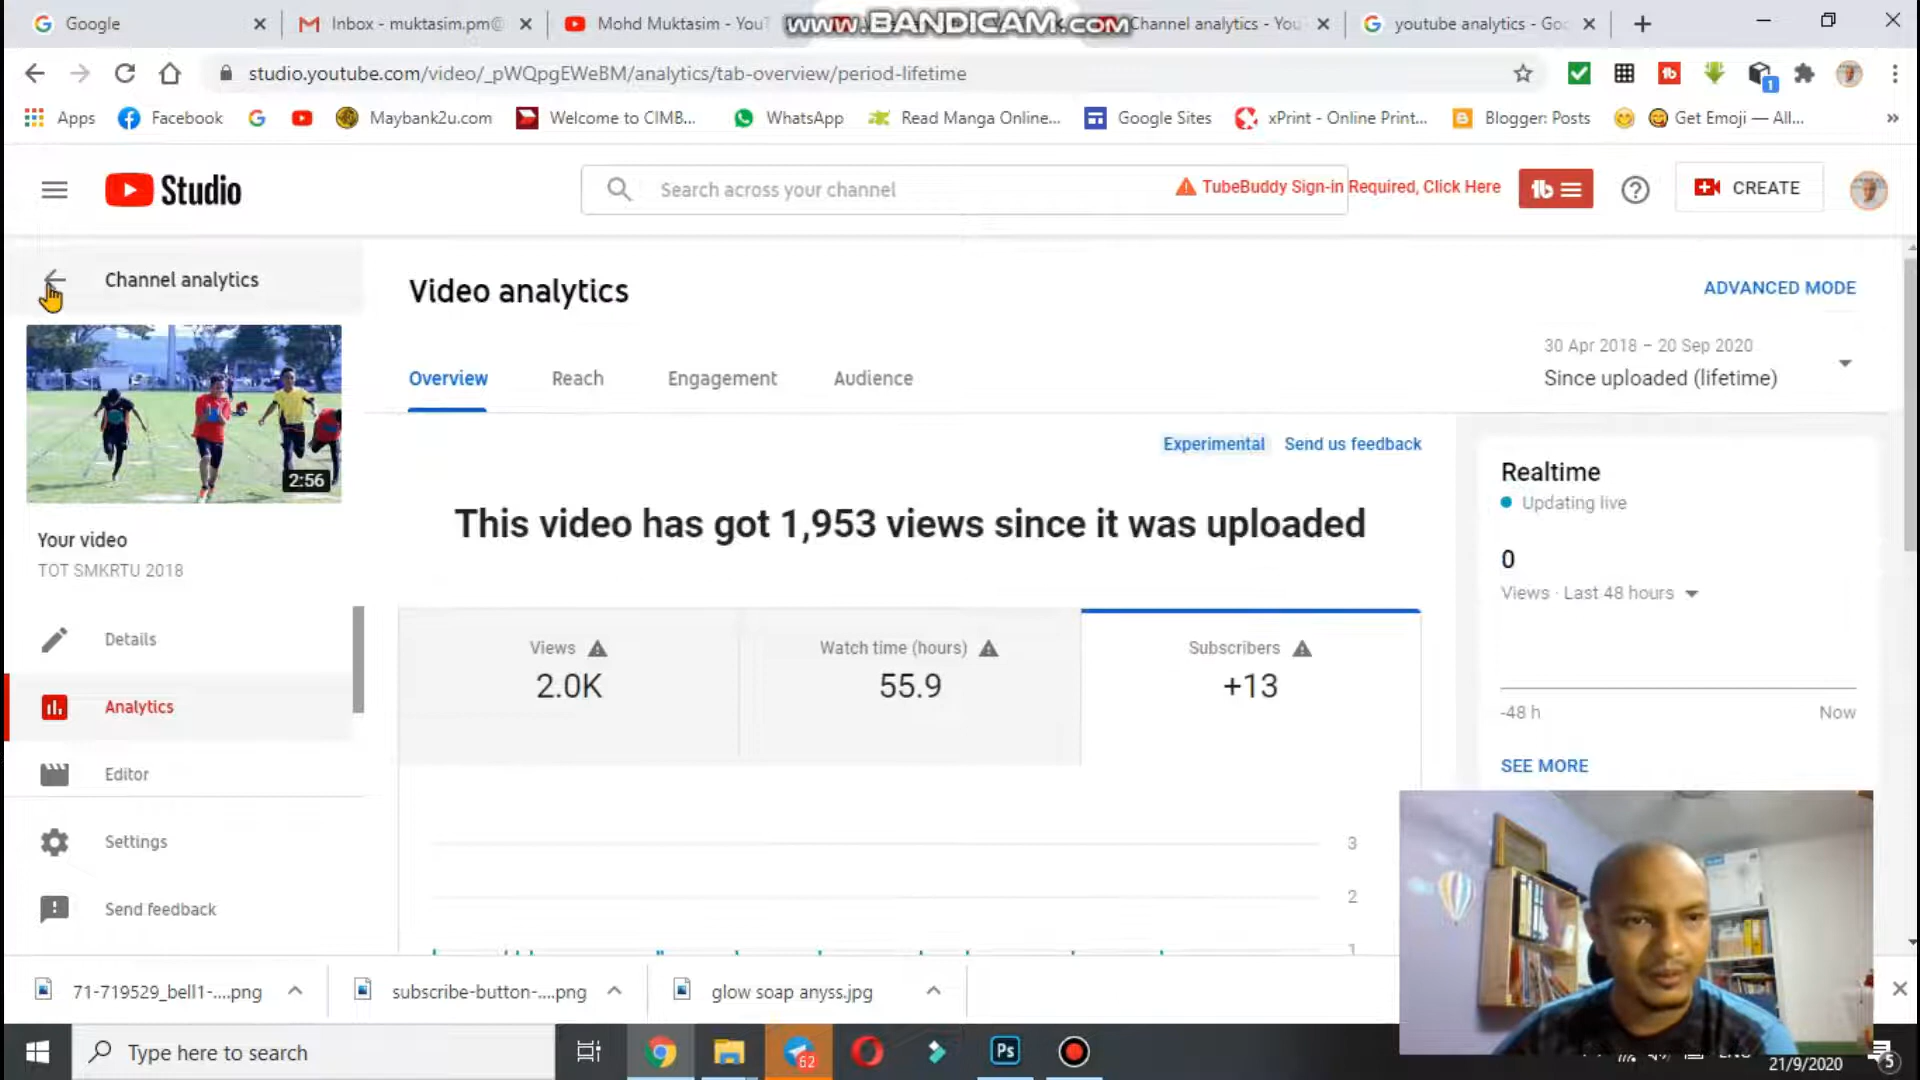 Google
Inbox - muktasim.pm@
Mohd Muktasim - YouT
www.BANDICAM.com
Channel analytics - You
youtube analytics - Goo
studio.youtube.com/video/_pWQpgEWeBM/analytics/tab-overview/period-lifetime
1
Apps
Facebook
Maybank2u.com
Welcome to CIMB...
WhatsApp
Read Manga Online...
Google Sites
xPrint - Online Print...
Blogger: Posts
Get Emoji — All...
»
Studio
Search across your channel
TubeBuddy Sign-in Required, Click Here
CREATE
Channel analytics
Video analytics
ADVANCED MODE
30 Apr 2018 – 20 Sep 2020
Since uploaded (lifetime)
Overview
Reach
Engagement
Audience
2:56
Your video
TOT SMKRTU 2018
Details
Analytics
Editor
Settings
Send feedback
Experimental
Send us feedback
This video has got 1,953 views since it was uploaded
Views
2.0K
Watch time (hours)
55.9
Subscribers
+13
3
2
1
Realtime
Updating live
0
Views · Last 48 hours
-48 h
Now
SEE MORE
71-719529_bell1-....png
subscribe-button-....png
glow soap anyss.jpg
Type here to search
62
Ps
21/9/2020
5